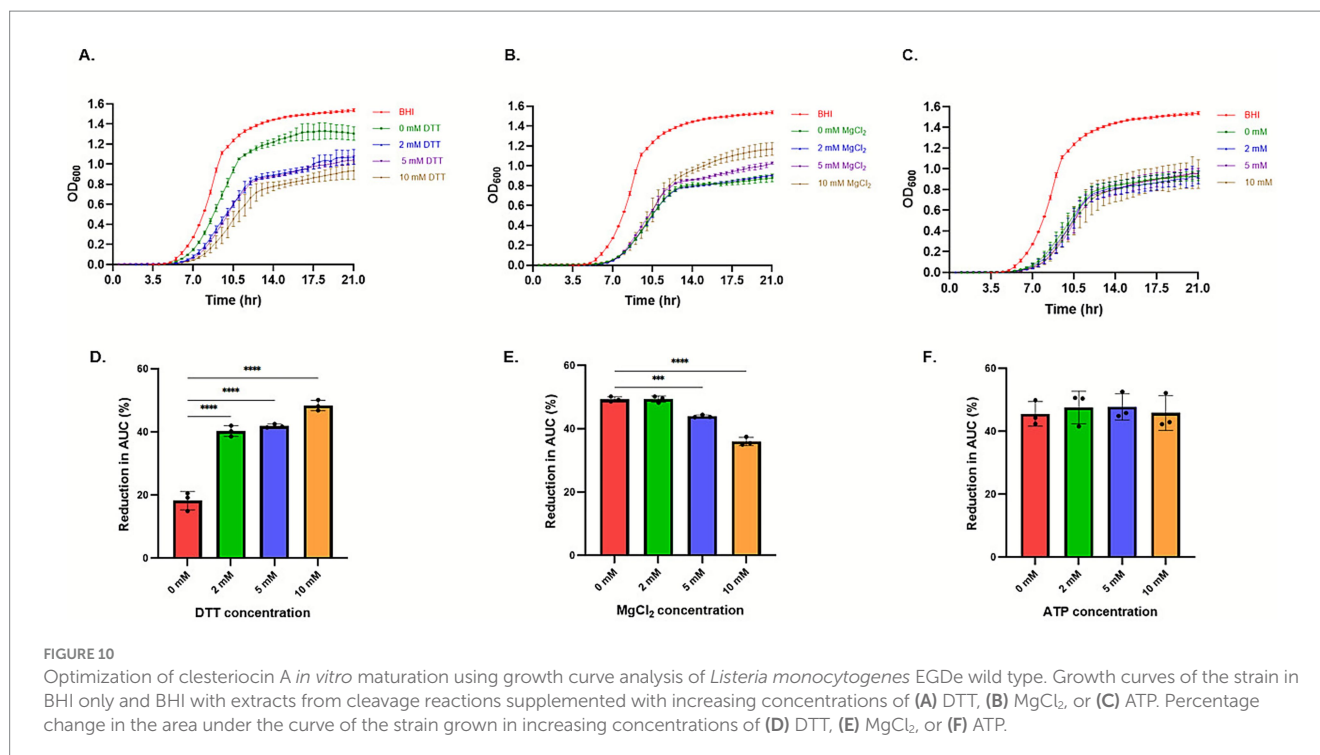 A.
OD600
1.6
1.4
1.2
1.0
0.8
0.6
0.4
0.2
0.0
0.0 3.5 7.0 10.5 14.0 17.5 21.0
Time (hr)
BHI
0 mM DTT
2 mM DTT
5 mM DTT
10 mM DTT
B.
OD600
1.6
1.4
1.2
1.0
0.8
0.6
0.4
0.2
0.0
0.0 3.5 7.0 10.5 14.0 17.5 21.0
Time (hr)
BHI
0 mM MgCl2
2 mM MgCl2
5 mM MgCl2
10 mM MgCl2
C.
OD600
1.6
1.4
1.2
1.0
0.8
0.6
0.4
0.2
0.0
0.0 3.5 7.0 10.5 14.0 17.5 21.0
Time (hr)
BHI
0 mM
2 mM
5 mM
10 mM
D.
Reduction in AUC (%)
60
40
20
0
****
****
****
0 mM 2 mM 5 mM 10 mM
DTT concentration
E.
Reduction in AUC (%)
60
40
20
0
****
***
0 mM 2 mM 5 mM 10 mM
MgCl2 concentration
F.
Reduction in AUC (%)
60
40
20
0
0 mM 2 mM 5 mM 10 mM
ATP concentration
FIGURE 10
Optimization of clesteriocin A in vitro maturation using growth curve analysis of Listeria monocytogenes EGDe wild type. Growth curves of the strain in
BHI only and BHI with extracts from cleavage reactions supplemented with increasing concentrations of (A) DTT, (B) MgCl2, or (C) ATP. Percentage
change in the area under the curve of the strain grown in increasing concentrations of (D) DTT, (E) MgCl2, or (F) ATP.